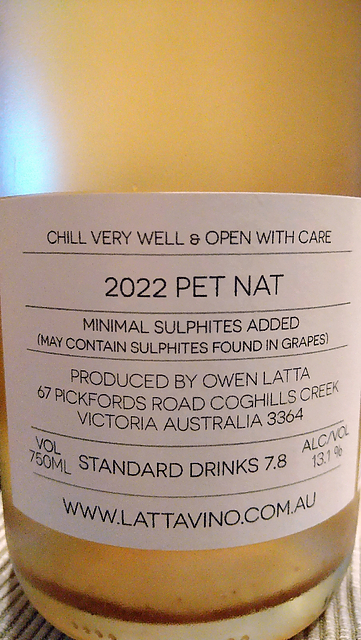 CHILL VERY WELL & OPEN WITH CARE
2022 PET NAT
MINIMAL SULPHITES ADDED
(MAY CONTAIN SULPHITES FOUND IN GRAPES)
PRODUCED BY OWEN LATTA
67 PICKFORDS ROAD COGHILLS CREEK
VICTORIA AUSTRALIA 3364
VOL
750ML
STANDARD DRINKS 7.8
ALC/VOL
13.1 %
WWW.LATTAVINO.COM.AU